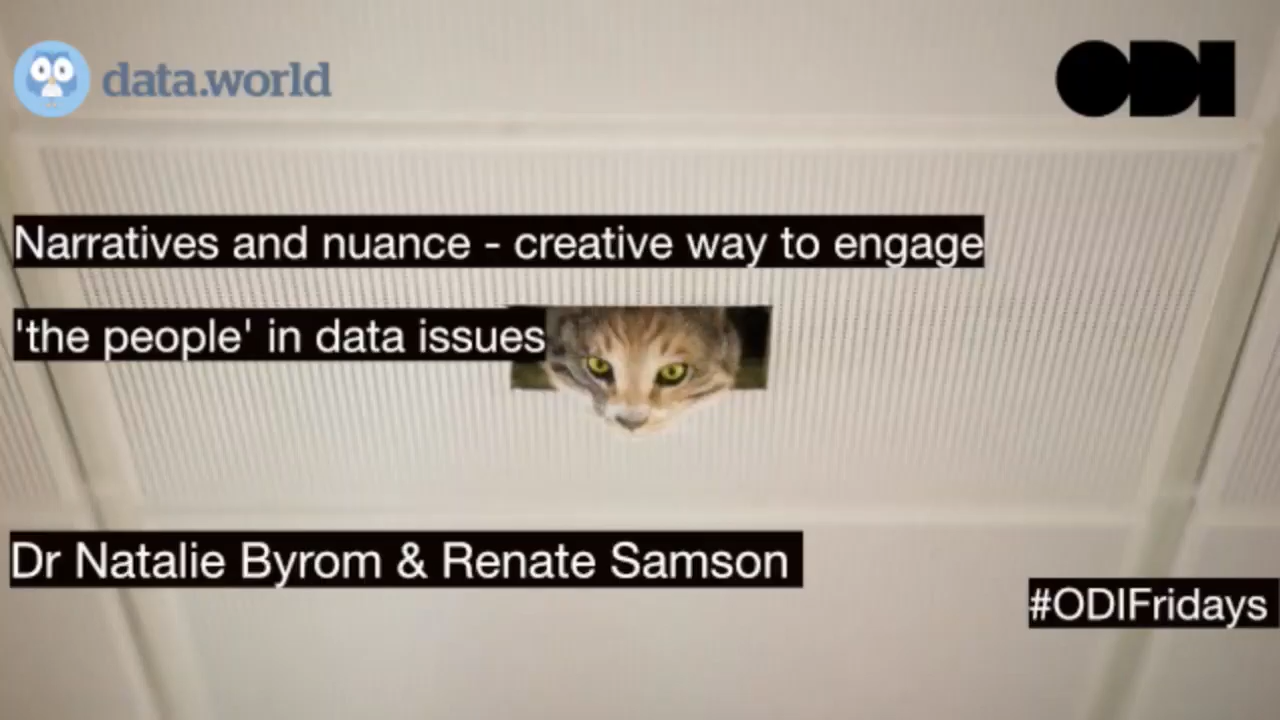 data.world
ODI
Narratives and nuance - creative way to engage
'the people' in data issues
Dr Natalie Byrom & Renate Samson
#ODIFridays